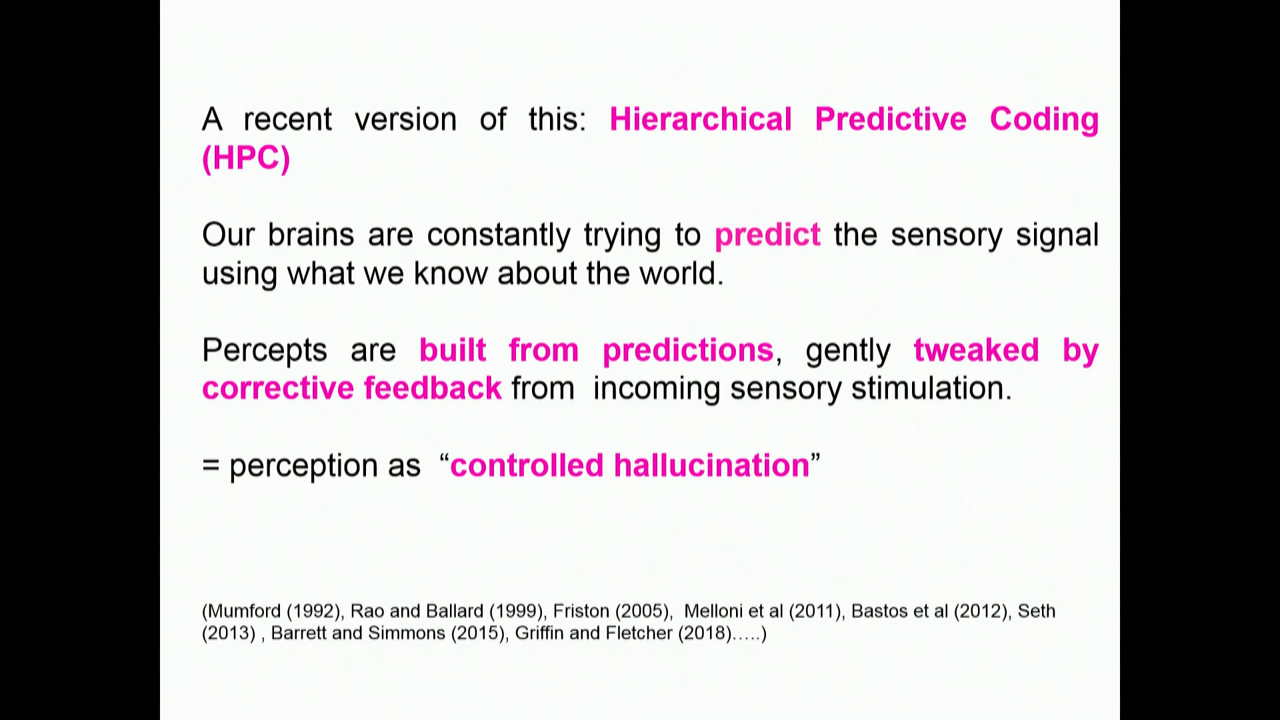 A recent version of this: Hierarchical Predictive Coding
(HPC)
Our brains are constantly trying to predict the sensory signal
using what we know about the world.
Percepts are built from predictions, gently tweaked by
corrective feedback from incoming sensory stimulation.
= perception as “controlled hallucination”
(Mumford (1992), Rao and Ballard (1999), Friston (2005), Melloni et al (2011), Bastos et al (2012), Seth
(2013) , Barrett and Simmons (2015), Griffin and Fletcher (2018)…..)